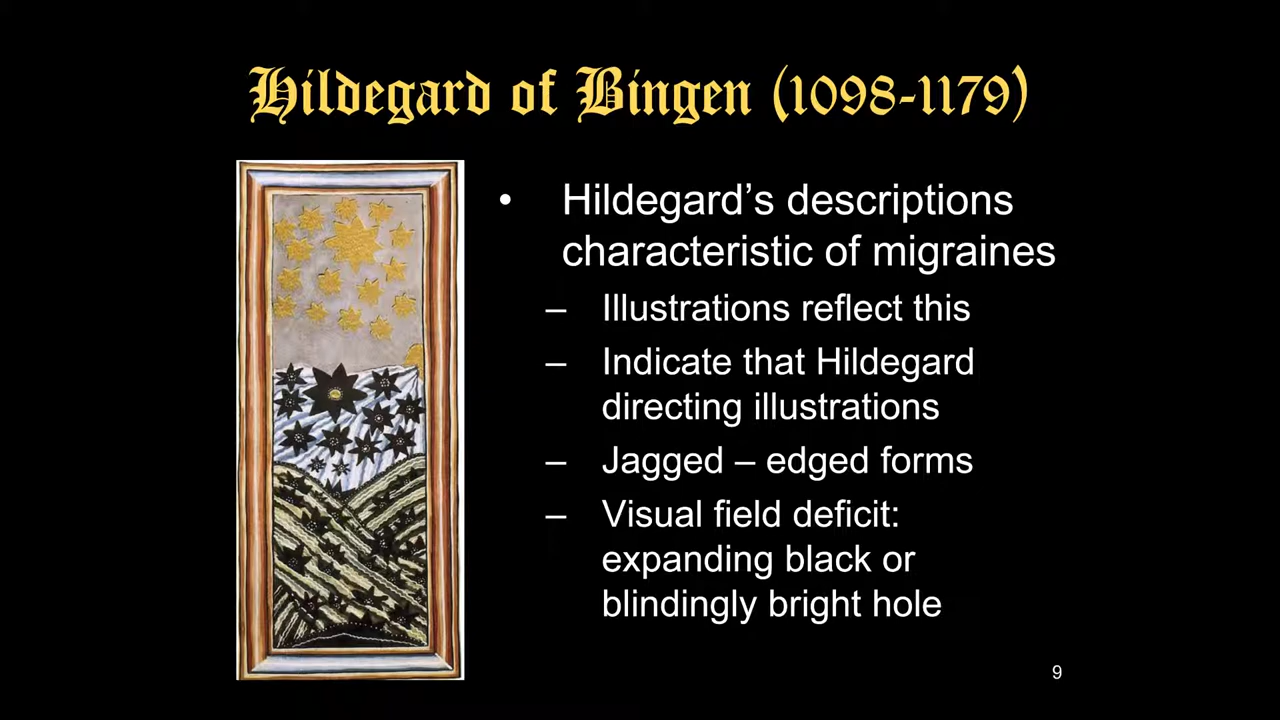 Hildegard of Bingen (1098-1179)
• Hildegard’s descriptions
characteristic of migraines
– Illustrations reflect this
– Indicate that Hildegard
directing illustrations
– Jagged – edged forms
– Visual field deficit:
expanding black or
blindingly bright hole
9